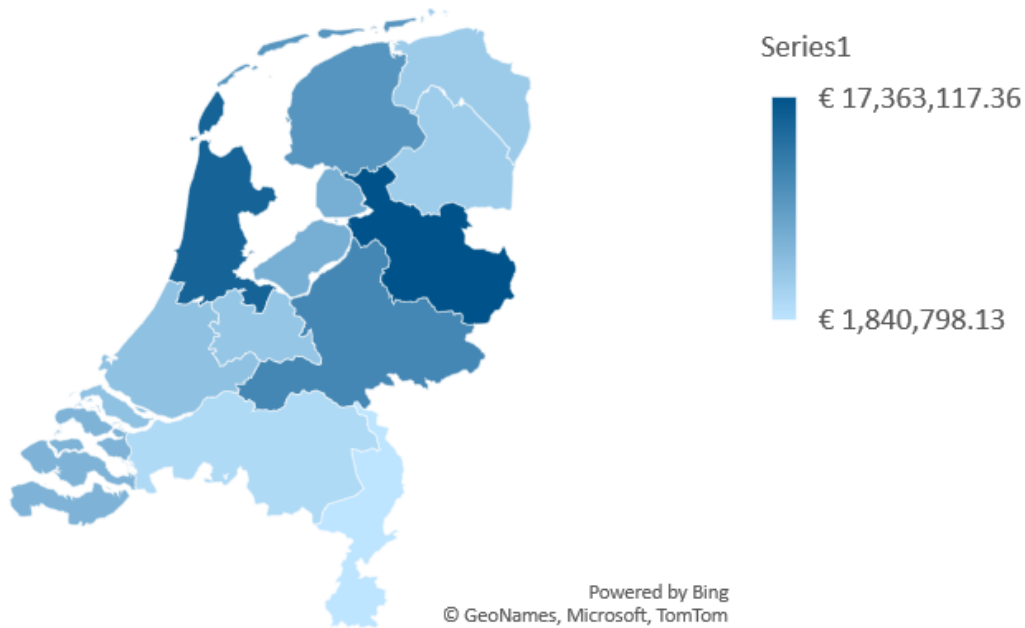 Series1
€ 17,363,117.36
€ 1,840,798.13
Powered by Bing
© GeoNames, Microsoft, TomTom